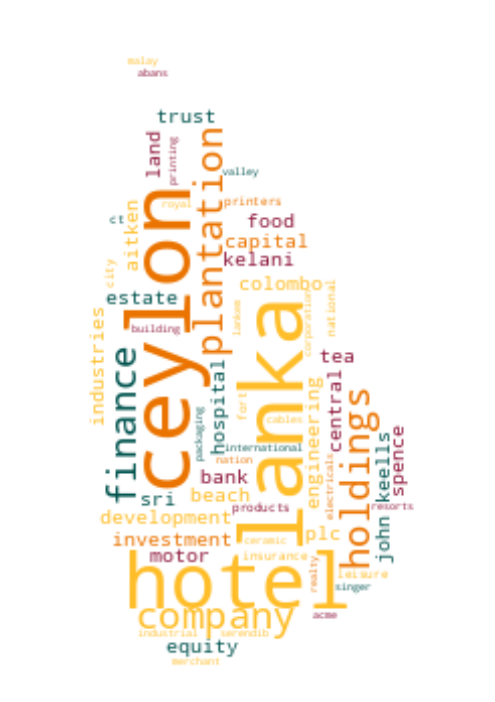 malay
abans
trust
land
printing
plantation
valley
ceylon
royal
printers
aitken
ct
food
capital
kelani
city
colombo
estate
national
industries
building
lankem
corporation
lanka
finance
tea
hospital
fort
central
engineering
holdings
packaging
cables
international
keells
spence
nation
bank
electricals
sri
beach
products
resorts
development
plc
john
investment
ceramic
motor
insurance
hotel
realty
leisure
singer
company
acme
industrial
serendib
equity
merchant